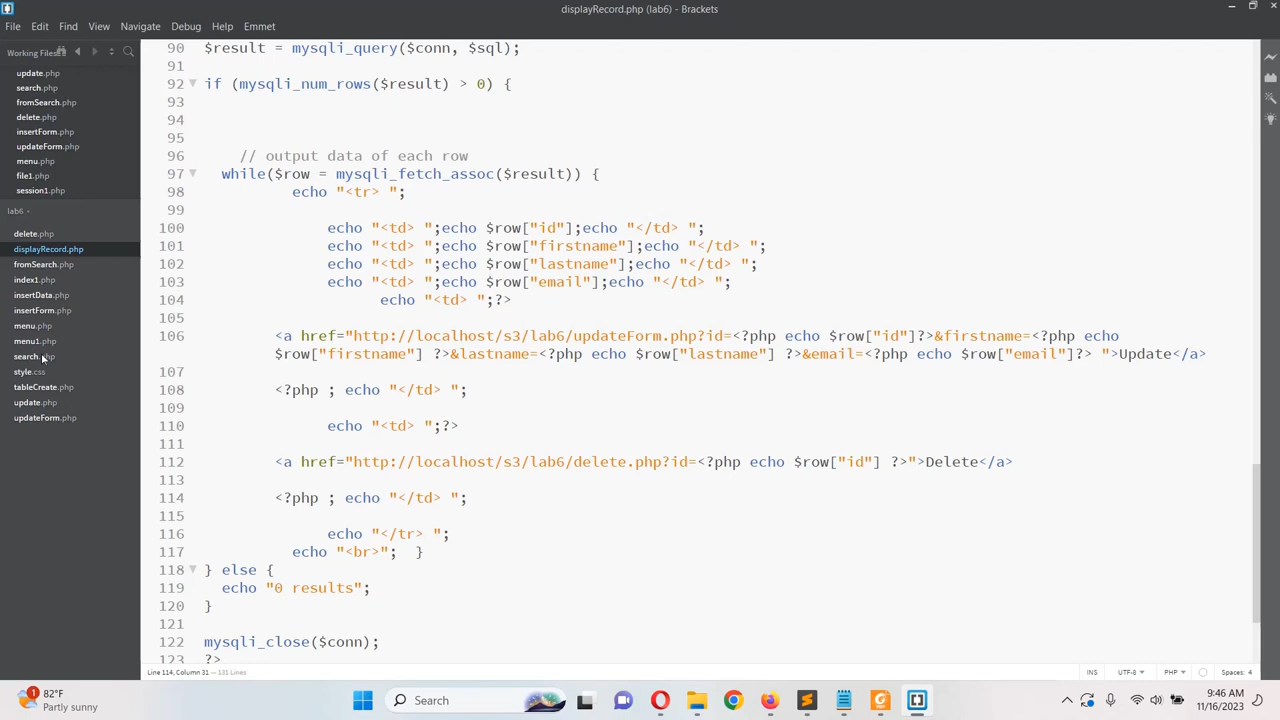 displayRecord.php (lab6) - Brackets
File Edit Find View Navigate Debug Help Emmet
Working Files
update.php
search.php
fromSearch.php
delete.php
insertForm.php
updateForm.php
menu.php
file1.php
session1.php
lab6
delete.php
displayRecord.php
fromSearch.php
index1.php
insertData.php
insertForm.php
menu.php
menu1.php
search.php
style.css
tableCreate.php
update.php
updateForm.php
90 $result = mysqli_query($conn, $sql);
91
92 if (mysqli_num_rows($result) > 0) {
93
94
95
96 // output data of each row
97 while($row = mysqli_fetch_assoc($result)) {
98 echo "<tr> ";
99
100 echo "<td> ";echo $row["id"];echo "</td> ";
101 echo "<td> ";echo $row["firstname"];echo "</td> ";
102 echo "<td> ";echo $row["lastname"];echo "</td> ";
103 echo "<td> ";echo $row["email"];echo "</td> ";
104 echo "<td> ";?>
105
106 <a href="http://localhost/s3/lab6/updateForm.php?id=<?php echo $row["id"]?>&firstname=<?php echo
$row["firstname"] ?>&lastname=<?php echo $row["lastname"] ?>&email=<?php echo $row["email"]?> ">Update</a>
107
108 <?php ; echo "</td> ";
109
110 echo "<td> ";?>
111
112 <a href="http://localhost/s3/lab6/delete.php?id=<?php echo $row["id"] ?>">Delete</a>
113
114 <?php ; echo "</td> ";
115
116 echo "</tr> ";
117 echo "<br>"; }
118 } else {
119 echo "0 results";
120 }
121
122 mysqli_close($conn);
123 ?>
Line 114, Column 31 — 131 Lines
INS UTF-8 PHP Spaces: 4
1
82°F
Partly sunny
Search
9:46 AM
11/16/2023